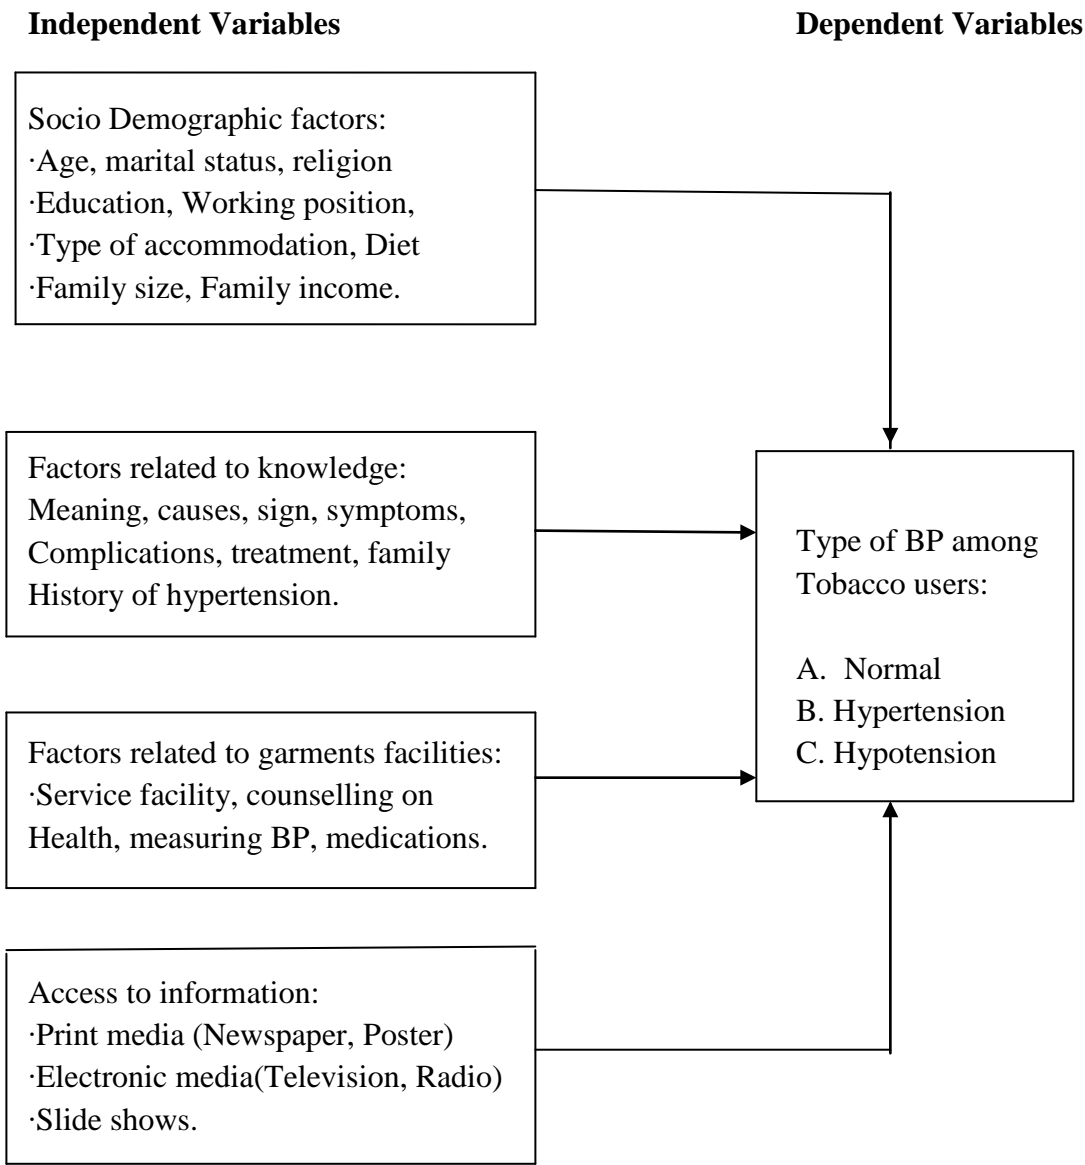 Independent Variables
Dependent Variables
Socio Demographic factors:
·Age, marital status, religion
·Education, Working position,
·Type of accommodation, Diet
·Family size, Family income.
Factors related to knowledge:
Meaning, causes, sign, symptoms,
Complications, treatment, family
History of hypertension.
Factors related to garments facilities:
·Service facility, counselling on
Health, measuring BP, medications.
Access to information:
·Print media (Newspaper, Poster)
·Electronic media(Television, Radio)
·Slide shows.
Type of BP among
Tobacco users:
A. Normal
B. Hypertension
C. Hypotension